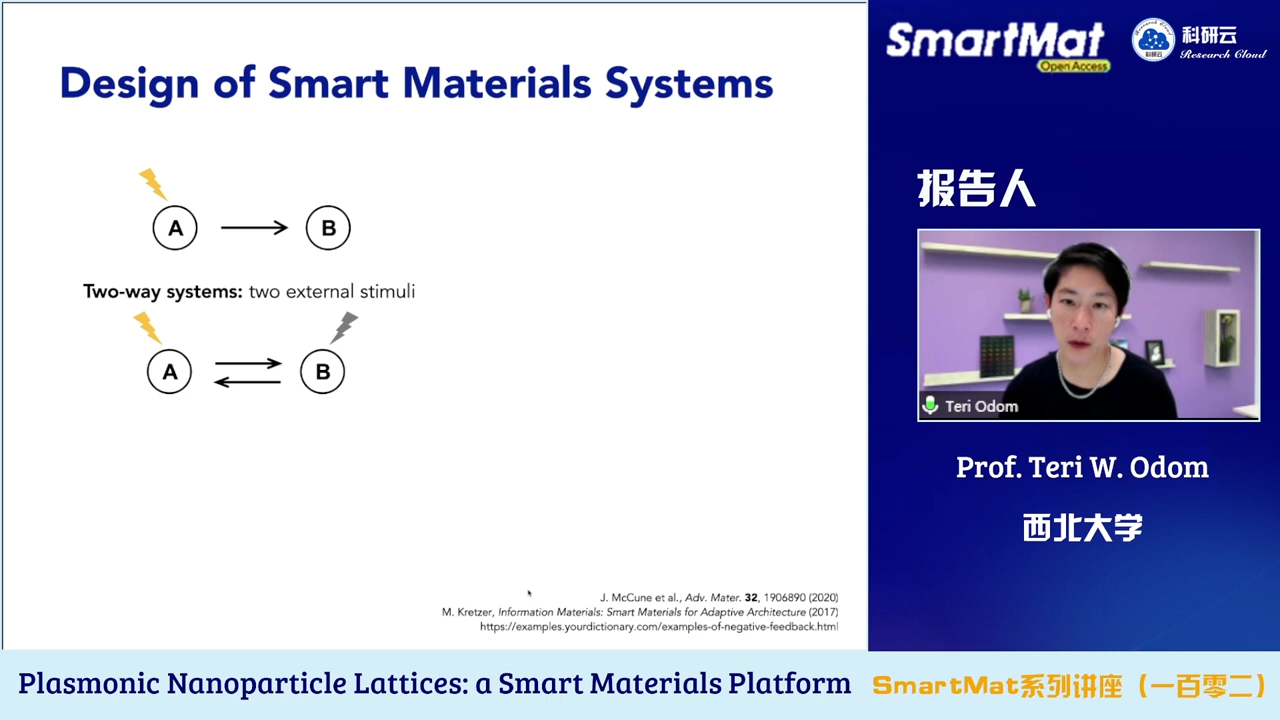 Design of Smart Materials Systems
A
B
Two-way systems: two external stimuli
A
B
J. McCune et al., Adv. Mater. 32, 1906890 (2020)
M. Kretzer, Information Materials: Smart Materials for Adaptive Architecture (2017)
https://examples.yourdictionary.com/examples-of-negative-feedback.html
SmartMat
Open Access
科研云
Research Cloud
报告人
Teri Odom
Prof. Teri W. Odom
西北大学
Plasmonic Nanoparticle Lattices: a Smart Materials Platform
SmartMat系列讲座（一百零二）